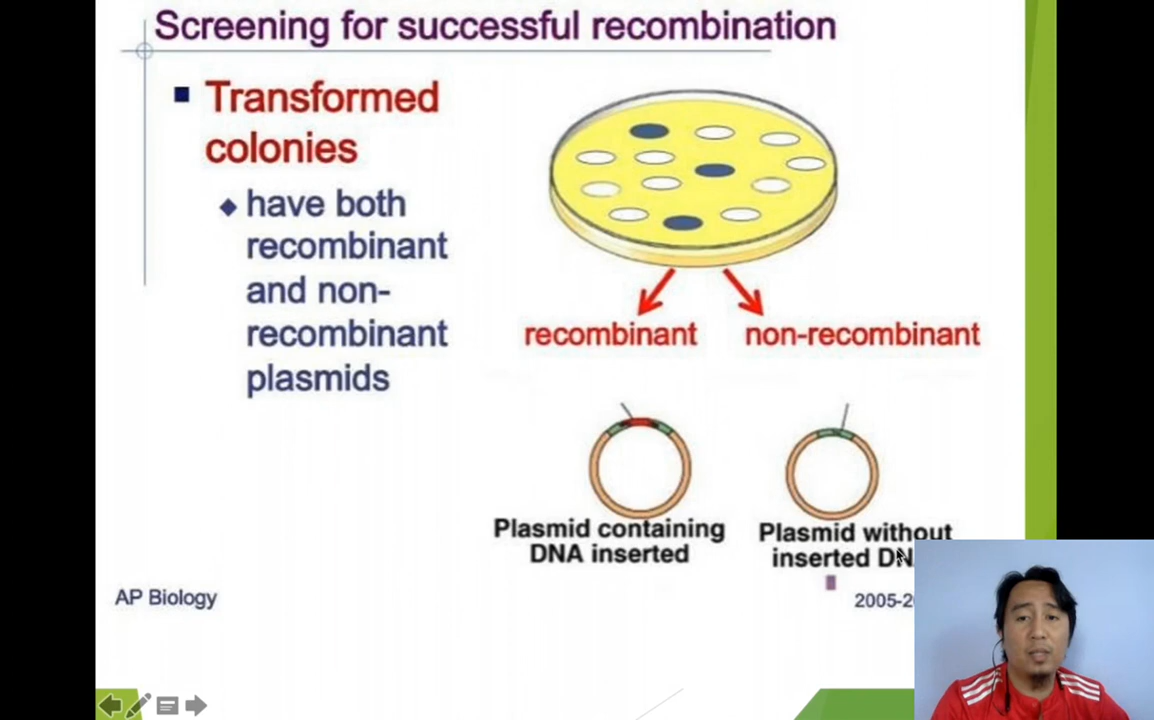 Screening for successful recombination
Transformed
colonies
have both
recombinant
and non-
recombinant
plasmids
recombinant
non-recombinant
Plasmid containing
DNA inserted
Plasmid without
inserted
AP Biology